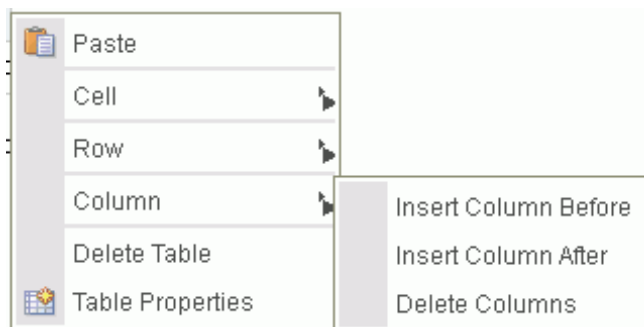 Paste
Cell
Row
Column
Delete Table
Table Properties
Insert Column Before
Insert Column After
Delete Columns